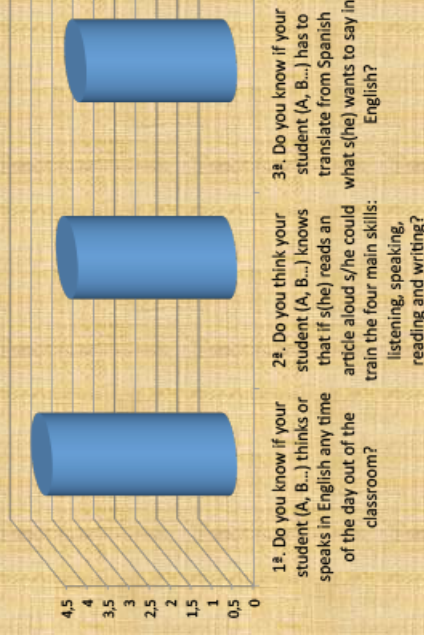 4,5
4
3,5
3
2,5
2
1,5
1
0,5
0
1ª. Do you know if your
student (A, B...) thinks or
speaks in English any time
of the day out of the
classroom?
2ª. Do you think your
student (A, B...) knows
that if s(he) reads an
article aloud s/he could
train the four main skills:
listening, speaking,
reading and writing?
3ª. Do you know if your
student (A, B...) has to
translate from Spanish
what s(he) wants to say in
English?